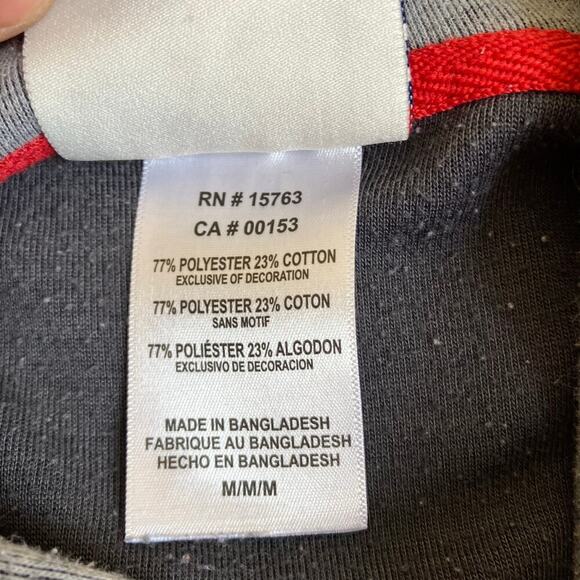 RN # 15763
CA # 00153
77% POLYESTER 23% COTTON
EXCLUSIVE OF DECORATION
77% POLYESTER 23% COTON
SANS MOTIF
77% POLIÉSTER 23% ALGODON
EXCLUSIVO DE DECORACION
MADE IN BANGLADESH
FABRIQUE AU BANGLADESH
HECHO EN BANGLADESH
M/M/M